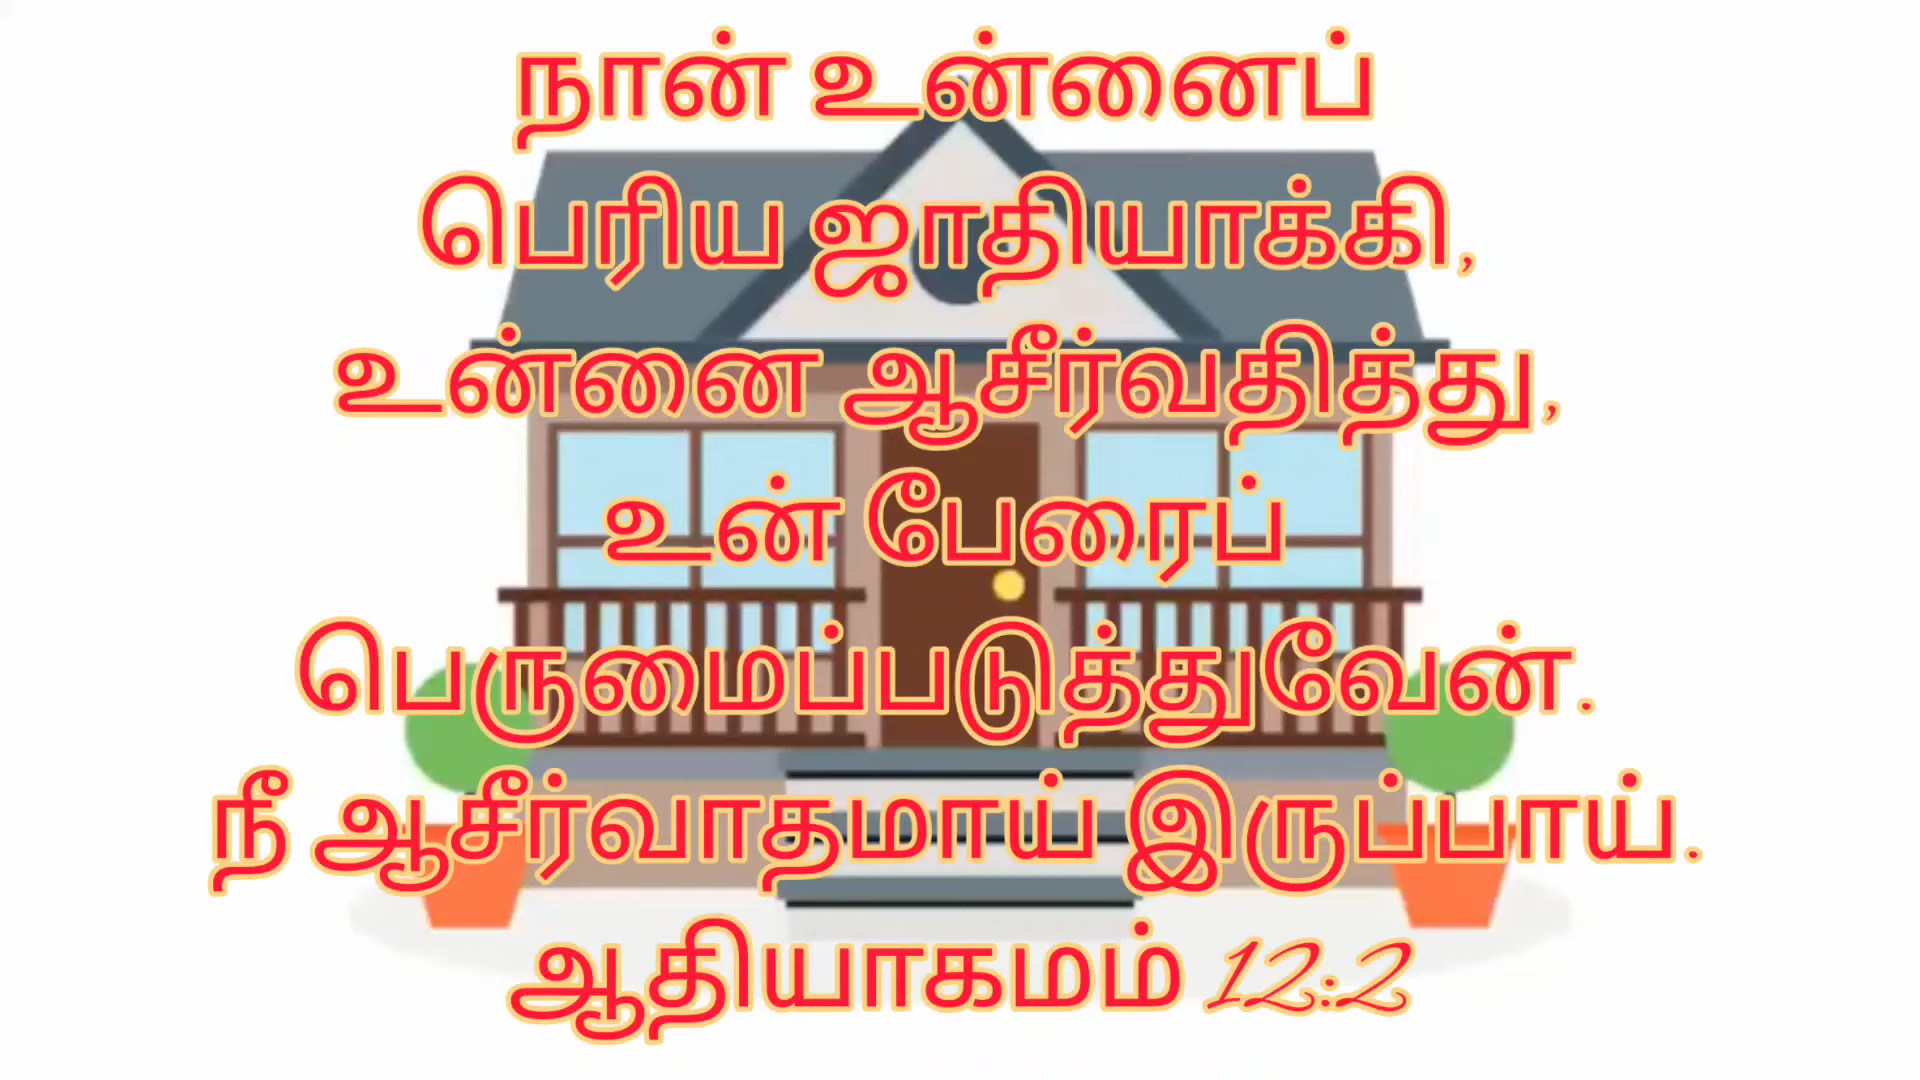 நான் உன்னைப்
பெரிய ஜாதியாக்கி,
உன்னை ஆசீர்வதித்து,
உன் பேரைப்
பெருமைப்படுத்துவேன்.
நீ ஆசீர்வாதமாய் இருப்பாய்.
ஆதியாகமம் 12:2